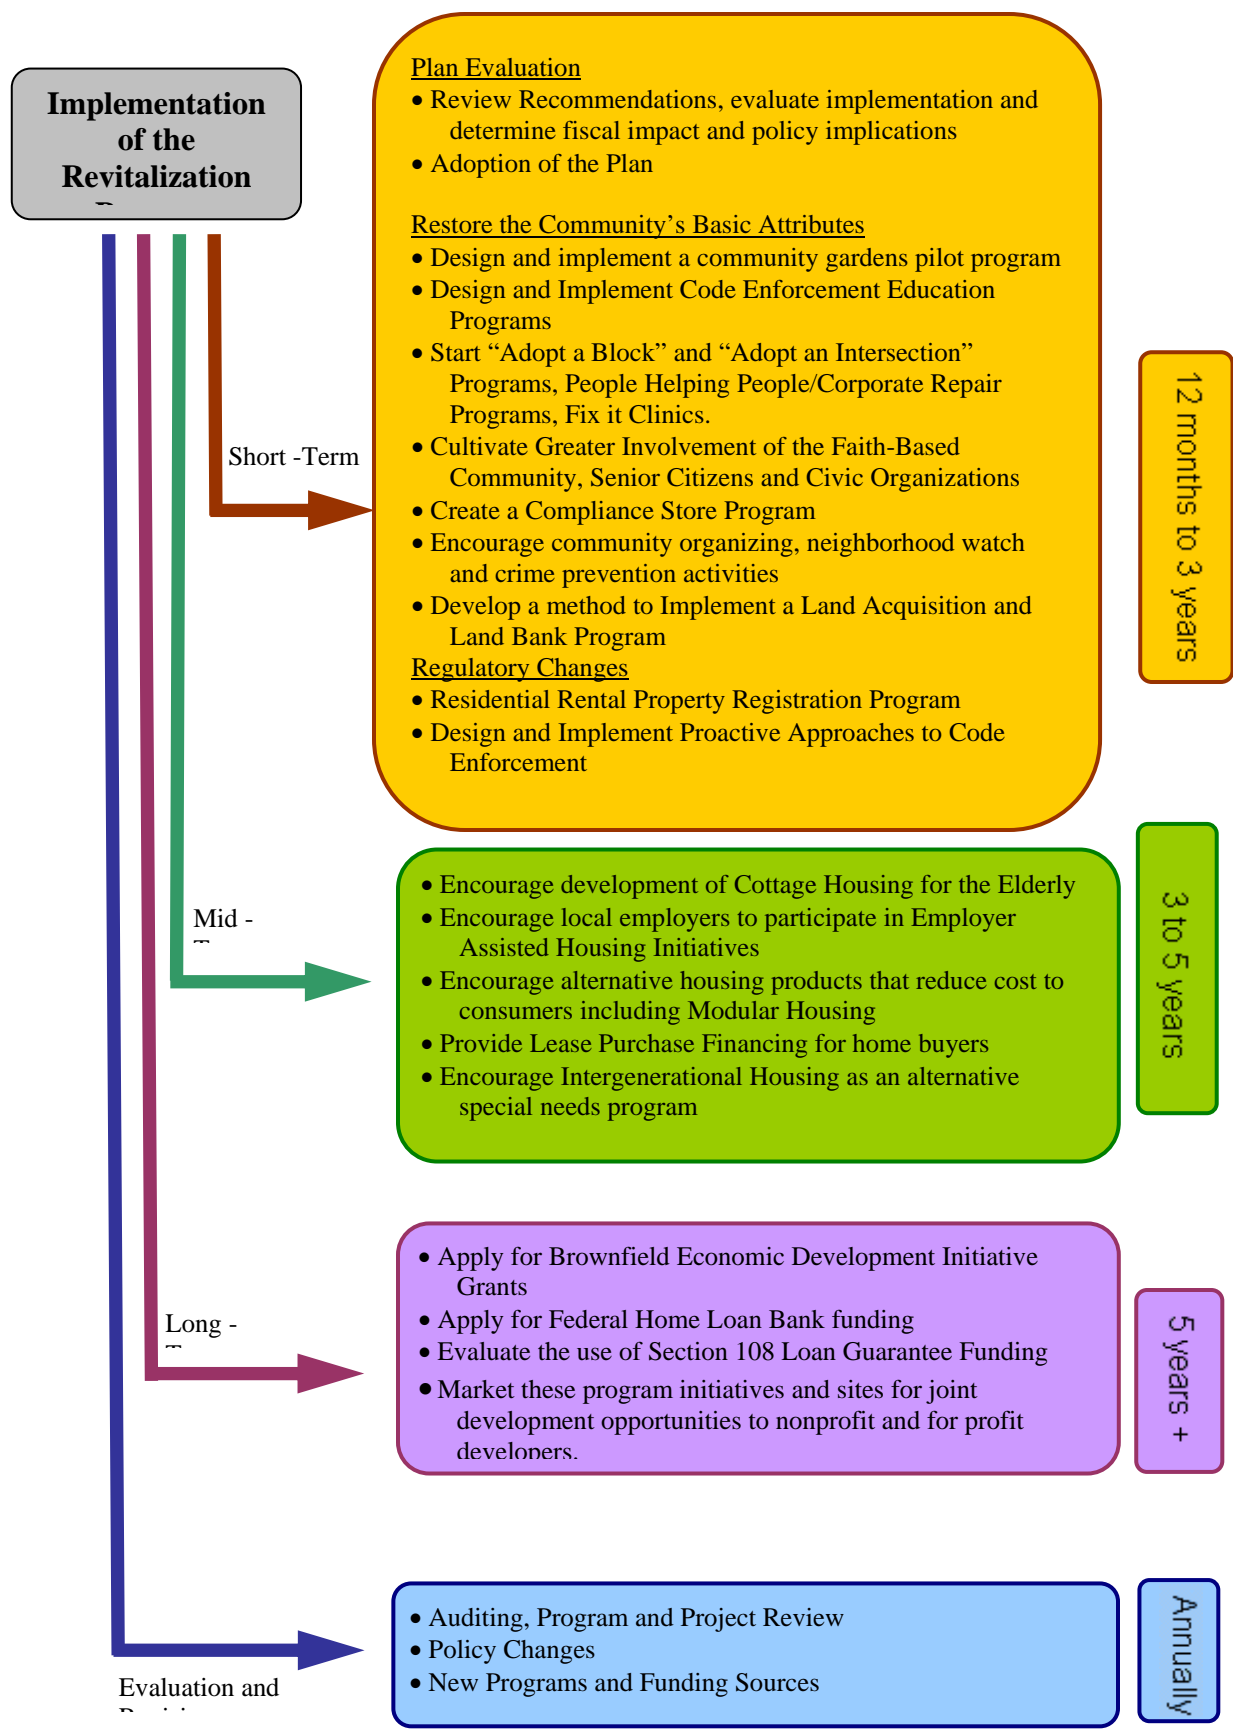 Implementation
of the
Revitalization
Plan Evaluation
• Review Recommendations, evaluate implementation and
determine fiscal impact and policy implications
• Adoption of the Plan
Restore the Community’s Basic Attributes
• Design and implement a community gardens pilot program
• Design and Implement Code Enforcement Education
Programs
• Start “Adopt a Block” and “Adopt an Intersection”
Programs, People Helping People/Corporate Repair
Programs, Fix it Clinics.
• Cultivate Greater Involvement of the Faith-Based
Community, Senior Citizens and Civic Organizations
• Create a Compliance Store Program
• Encourage community organizing, neighborhood watch
and crime prevention activities
• Develop a method to Implement a Land Acquisition and
Land Bank Program
Regulatory Changes
• Residential Rental Property Registration Program
• Design and Implement Proactive Approaches to Code
Enforcement
Short -Term
12 months to 3 years
Mid -
• Encourage development of Cottage Housing for the Elderly
• Encourage local employers to participate in Employer
Assisted Housing Initiatives
• Encourage alternative housing products that reduce cost to
consumers including Modular Housing
• Provide Lease Purchase Financing for home buyers
• Encourage Intergenerational Housing as an alternative
special needs program
3 to 5 years
Long -
• Apply for Brownfield Economic Development Initiative
Grants
• Apply for Federal Home Loan Bank funding
• Evaluate the use of Section 108 Loan Guarantee Funding
• Market these program initiatives and sites for joint
development opportunities to nonprofit and for profit
developers.
5 years +
Evaluation and
• Auditing, Program and Project Review
• Policy Changes
• New Programs and Funding Sources
Annually